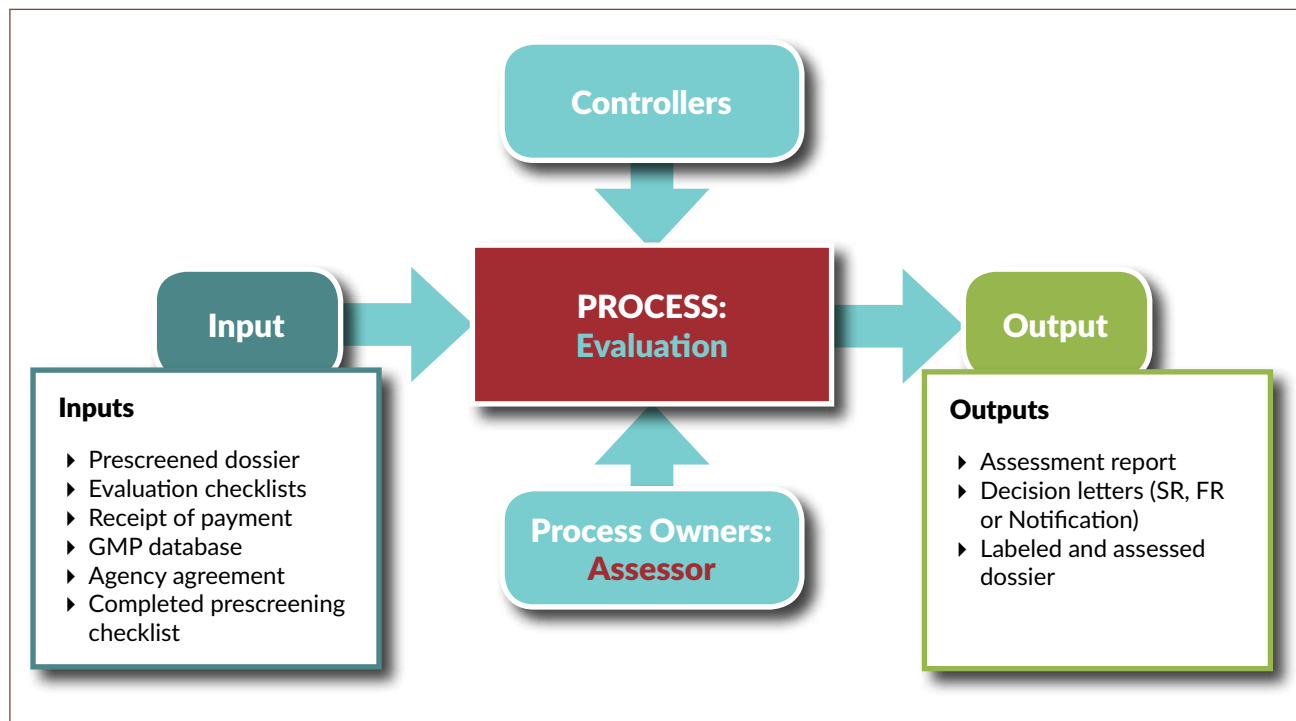 Controllers
Input
PROCESS:
Evaluation
Output
Inputs
▸ Prescreened dossier
▸ Evaluation checklists
▸ Receipt of payment
▸ GMP database
▸ Agency agreement
▸ Completed prescreening
checklist
Process Owners:
Assessor
Outputs
▸ Assessment report
▸ Decision letters (SR, FR
or Notification)
▸ Labeled and assessed
dossier